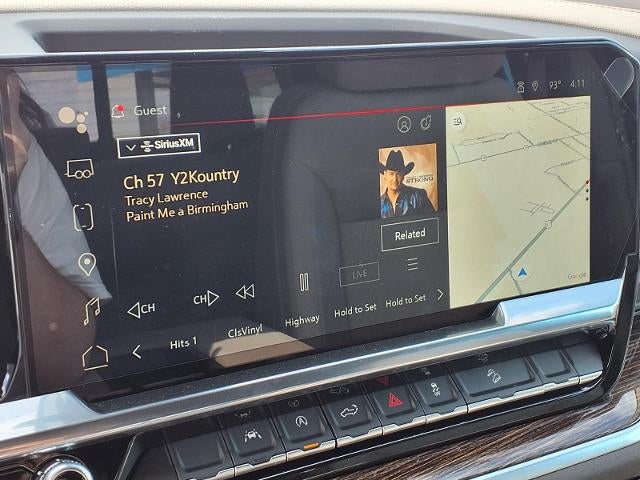 93° 4:11
Guest
SiriusXM
Ch 57 Y2Kountry
Tracy Lawrence
Paint Me a Birmingham
STRONG
Related
LIVE
CH CH
Hits 1 ClsVinyl Highway Hold to Set Hold to Set
Google
A